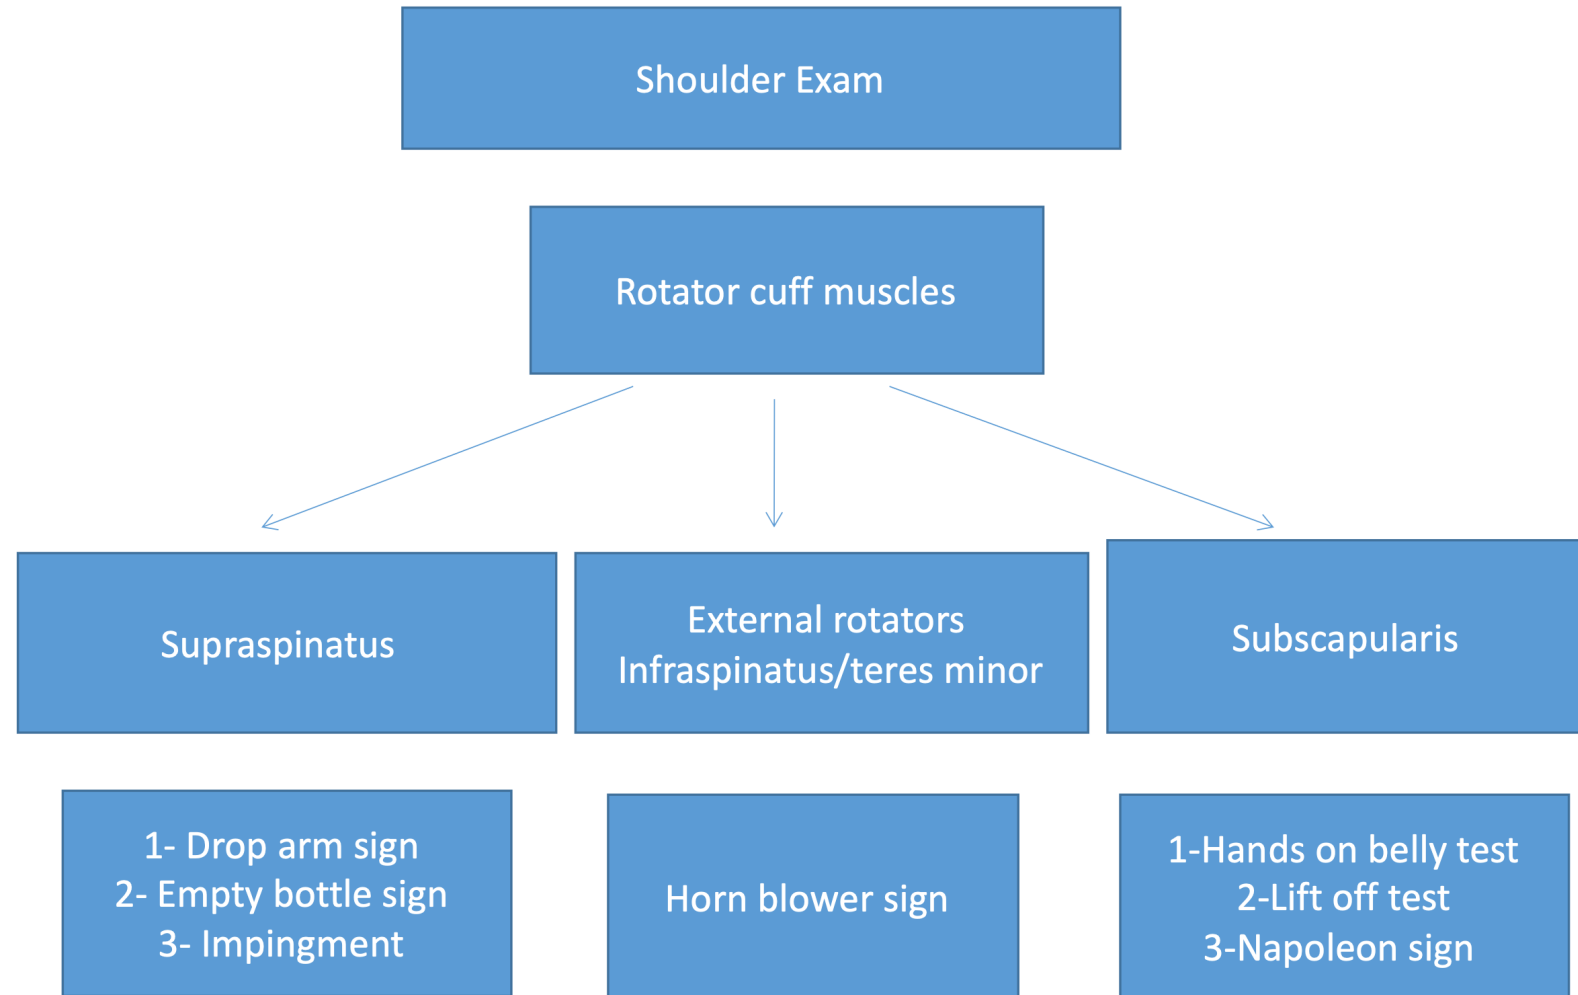 Shoulder Exam
Rotator cuff muscles
Supraspinatus
External rotators
Infraspinatus/teres minor
Subscapularis
1- Drop arm sign
2- Empty bottle sign
3- Impingment
Horn blower sign
1-Hands on belly test
2-Lift off test
3-Napoleon sign